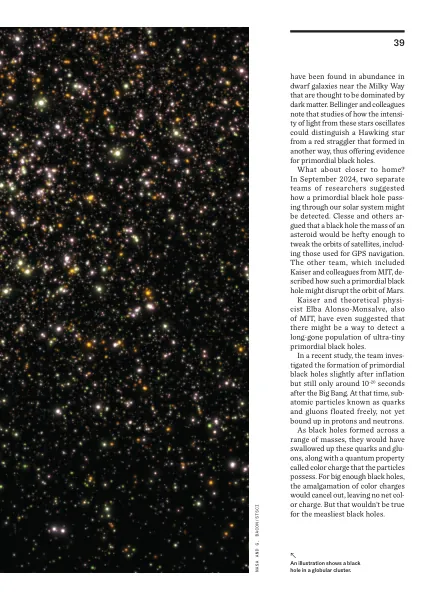 39
have been found in abundance in
dwarf galaxies near the Milky Way
that are thought to be dominated by
dark matter. Bellinger and colleagues
note that studies of how the intensi-
ty of light from these stars oscillates
could distinguish a Hawking star
from a red straggler that formed in
another way, thus offering evidence
for primordial black holes.
What about closer to home?
In September 2024, two separate
teams of researchers suggested
how a primordial black hole pass-
ing through our solar system might
be detected. Clesse and others ar-
gued that a black hole the mass of an
asteroid would be hefty enough to
tweak the orbits of satellites, includ-
ing those used for GPS navigation.
The other team, which included
Kaiser and colleagues from MIT, de-
scribed how such a primordial black
hole might disrupt the orbit of Mars.
Kaiser and theoretical physi-
cist Elba Alonso-Monsalve, also
of MIT, have even suggested that
there might be a way to detect a
long-gone population of ultra-tiny
primordial black holes.
In a recent study, the team inves-
tigated the formation of primordial
black holes slightly after inflation
but still only around 10⁻²⁰ seconds
after the Big Bang. At that time, sub-
atomic particles known as quarks
and gluons floated freely, not yet
bound up in protons and neutrons.
As black holes formed across a
range of masses, they would have
swallowed up these quarks and glu-
ons, along with a quantum property
called color charge that the particles
possess. For big enough black holes,
the amalgamation of color charges
would cancel out, leaving no net col-
or charge. But that wouldn't be true
for the measliest black holes.
NASA AND G. BACON/STSCI
An illustration shows a black
hole in a globular cluster.